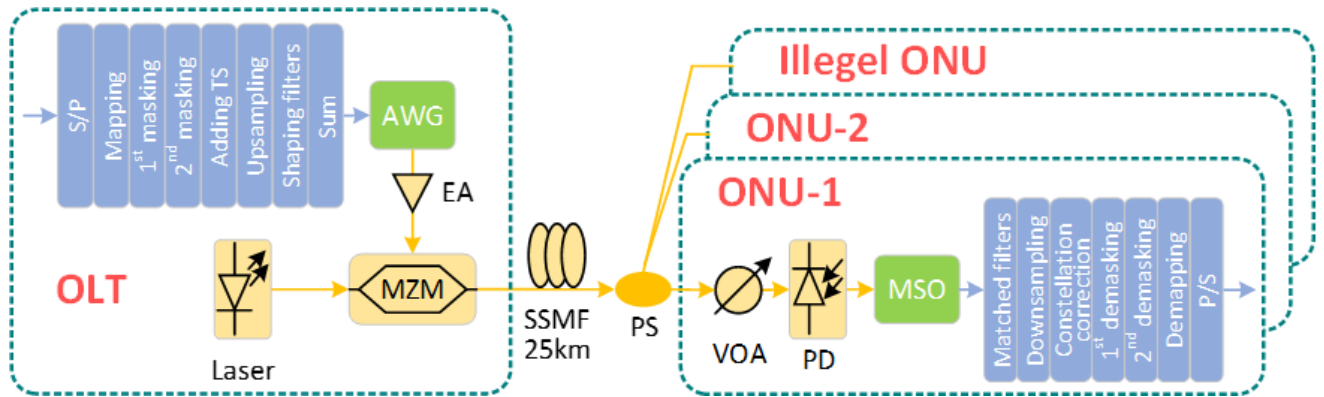 S/P
Mapping
1st masking
2nd masking
Adding TS
Upsampling
Shaping filters
Sum
AWG
EA
OLT
Laser
MZM
SSMF
25km
PS
Illegel ONU
ONU-2
ONU-1
VOA
PD
MSO
Matched filters
Downsampling
Constellation
correction
1st demasking
2nd demasking
Demapping
P/S